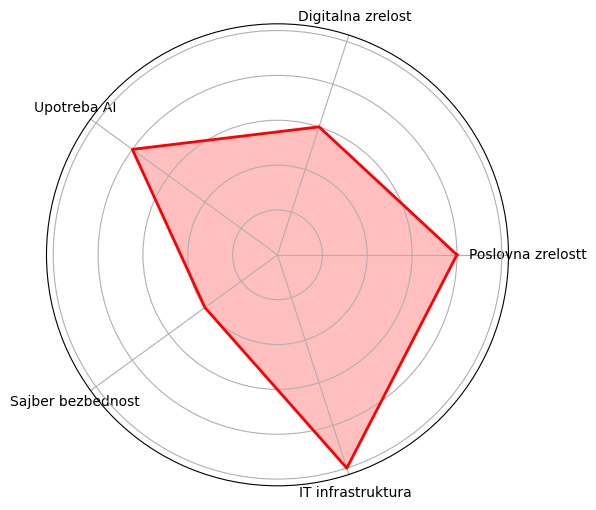 Digitalna zrelost
Upotreba AI
Poslovna zrelostt
Sajber bezbednost
IT infrastruktura